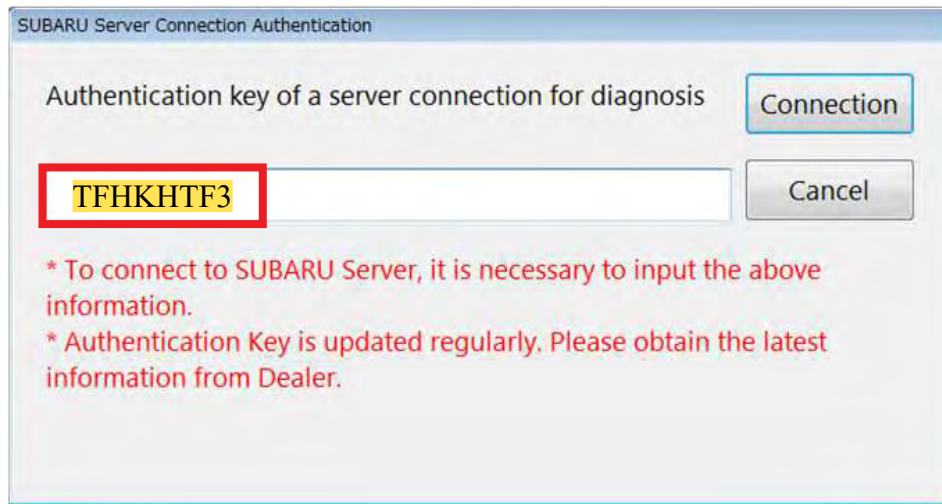 SUBARU Server Connection Authentication
Authentication key of a server connection for diagnosis
Connection
TFHKHTF3
Cancel
* To connect to SUBARU Server, it is necessary to input the above
information.
* Authentication Key is updated regularly. Please obtain the latest
information from Dealer.